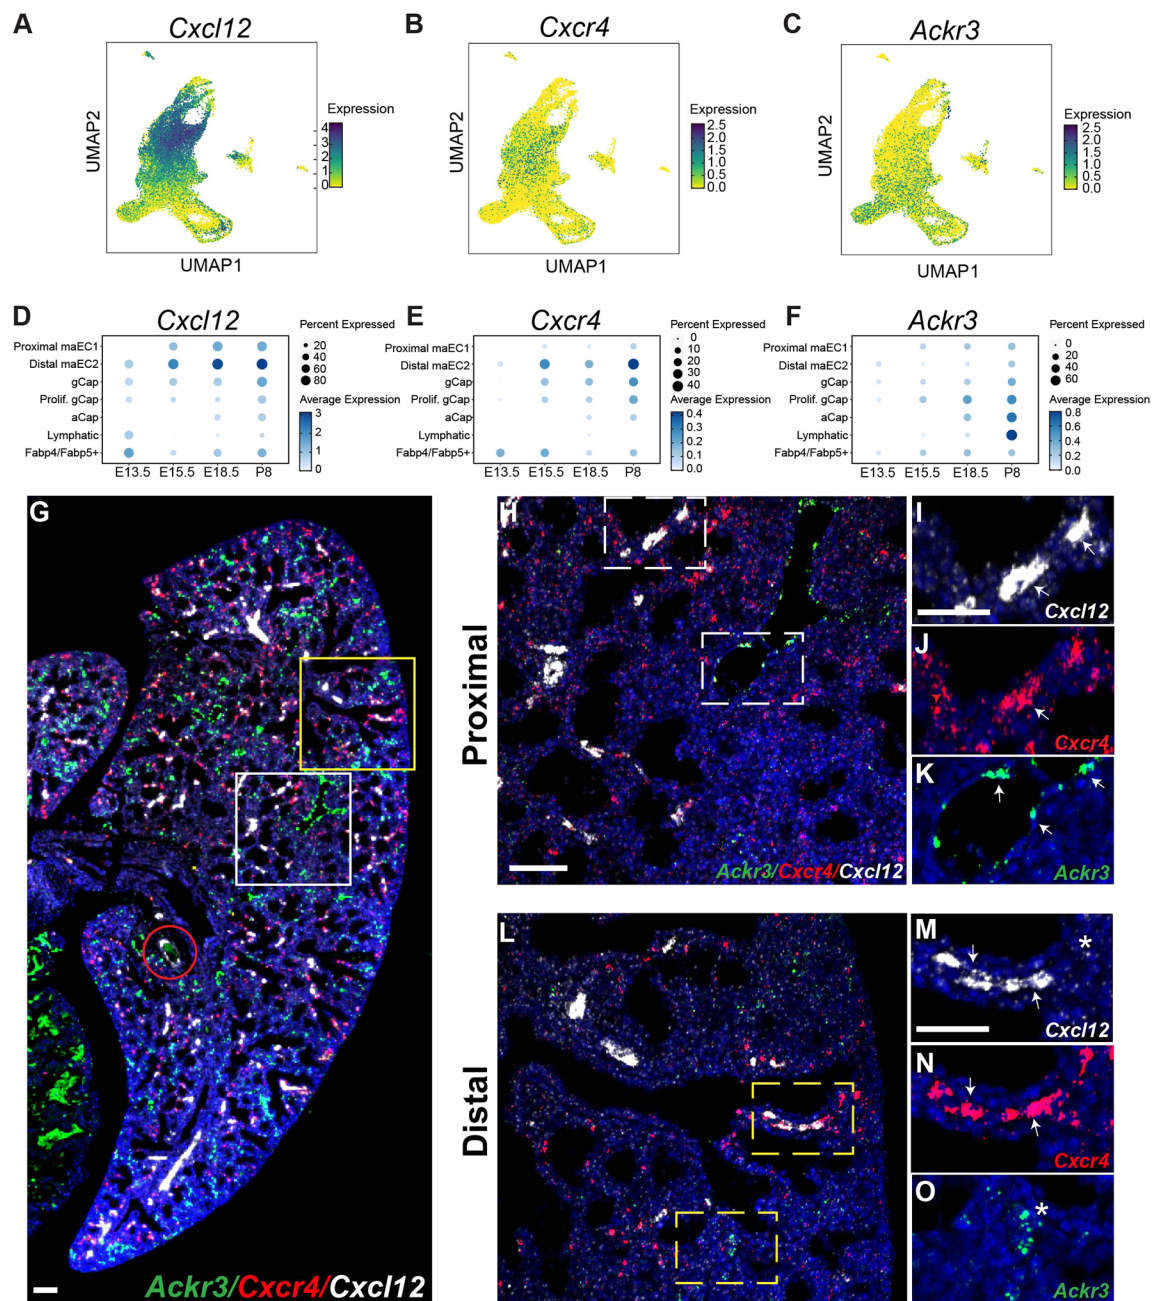 A
Cxcl12
UMAP2
UMAP1
Expression
4
3
2
1
0
B
Cxcr4
UMAP2
UMAP1
Expression
2.5
2.0
1.5
1.0
0.5
0.0
C
Ackr3
UMAP2
UMAP1
Expression
2.5
2.0
1.5
1.0
0.5
0.0
D
Cxcl12
Proximal maEC1
Distal maEC2
gCap
Prolif. gCap
aCap
Lymphatic
Fabp4/Fabp5+
E13.5 E15.5 E18.5 P8
Percent Expressed
20
40
60
80
Average Expression
3
2
1
0
E
Cxcr4
Proximal maEC1
Distal maEC2
gCap
Prolif. gCap
aCap
Lymphatic
Fabp4/Fabp5+
E13.5 E15.5 E18.5 P8
Percent Expressed
0
10
20
30
40
Average Expression
0.4
0.3
0.2
0.1
0.0
F
Ackr3
Proximal maEC1
Distal maEC2
gCap
Prolif. gCap
aCap
Lymphatic
Fabp4/Fabp5+
E13.5 E15.5 E18.5 P8
Percent Expressed
0
20
40
60
Average Expression
0.8
0.6
0.4
0.2
0.0
G
Ackr3/Cxcr4/Cxcl12
Proximal
H
Ackr3/Cxcr4/Cxcl12
I
Cxcl12
J
Cxcr4
K
Ackr3
Distal
L
M
*
Cxcl12
N
Cxcr4
O
*
Ackr3